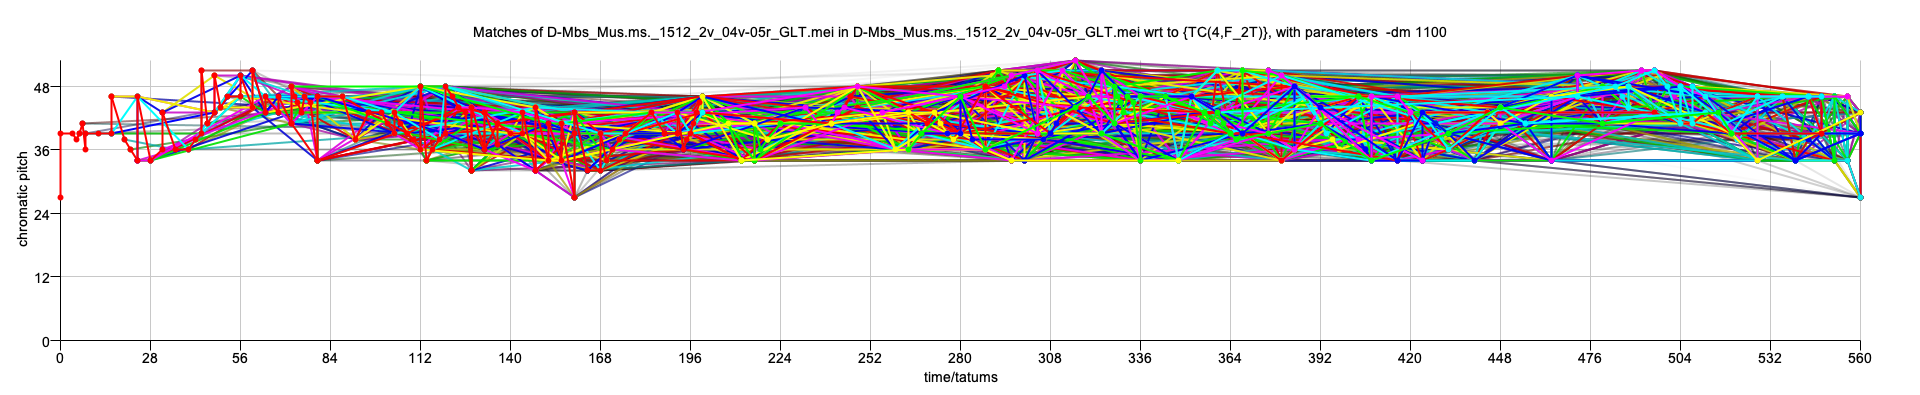 Matches of D-Mbs_Mus.ms._1512_2v_04v-05r_GLT.mei in D-Mbs_Mus.ms._1512_2v_04v-05r_GLT.mei wrt to {TC(4,F_2T)}, with parameters  -dm 1100
chromatic pitch
48
36
24
12
0
0 28 56 84 112 140 168 196 224 252 280 308 336 364 392 420 448 476 504 532 560
time/tatums